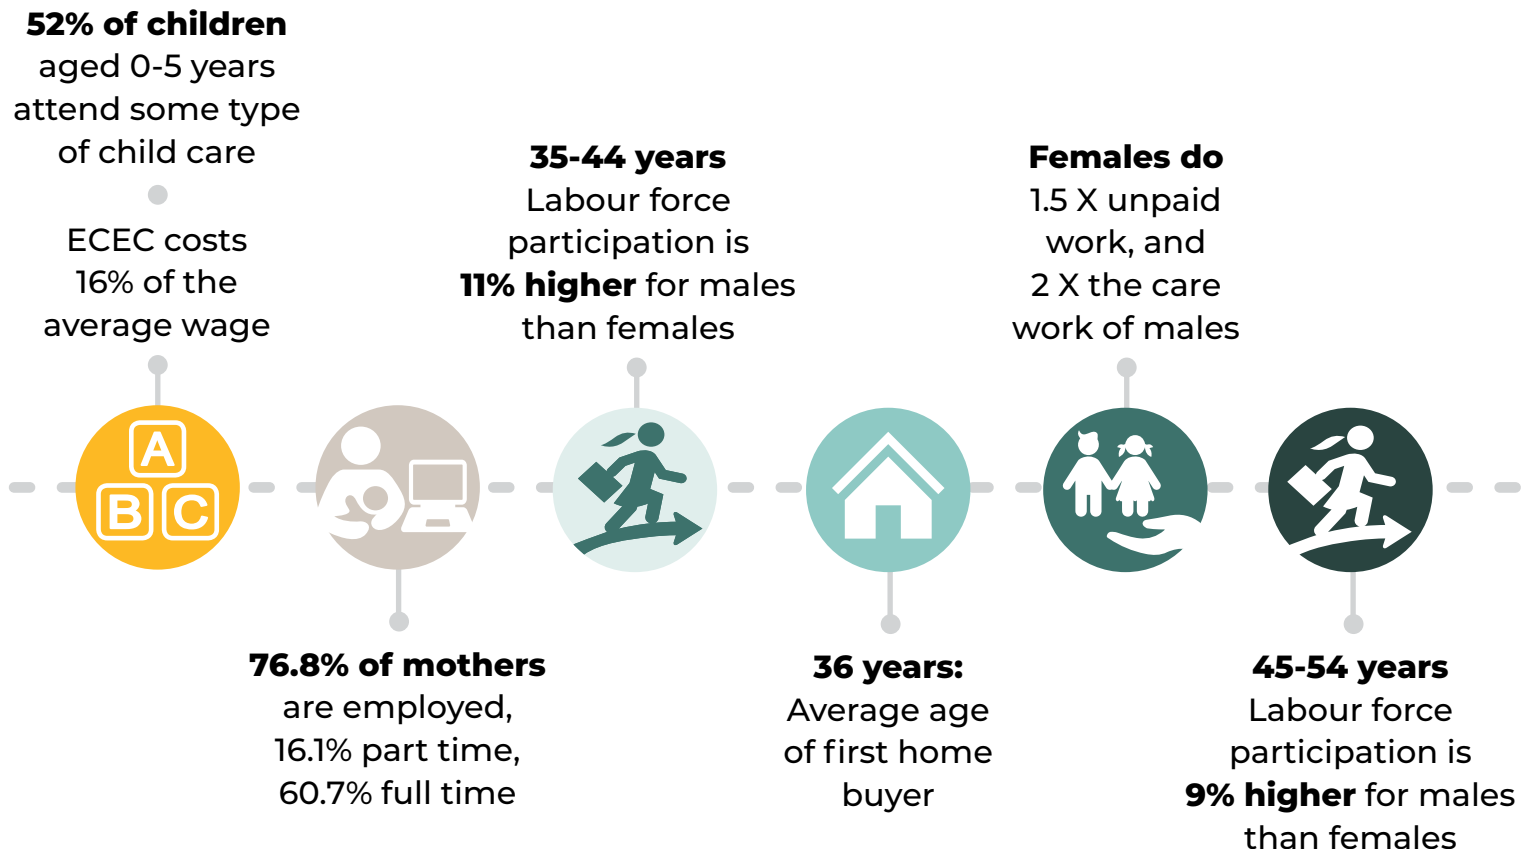 52% of children
aged 0-5 years
attend some type
of child care
ECEC costs
16% of the
average wage
A
B C
76.8% of mothers
are employed,
16.1% part time,
60.7% full time
35-44 years
Labour force
participation is
11% higher for males
than females
36 years:
Average age
of first home
buyer
Females do
1.5 X unpaid
work, and
2 X the care
work of males
45-54 years
Labour force
participation is
9% higher for males
than females